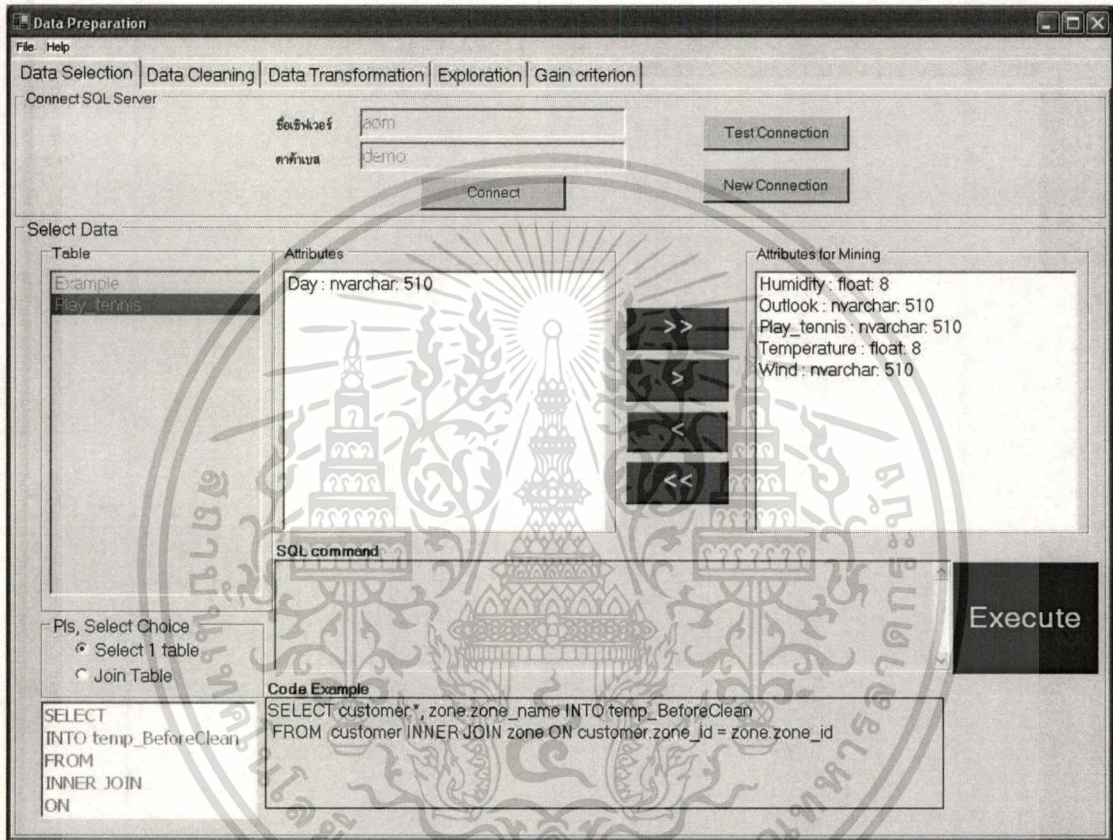 Data Preparation
File Help
Data Selection Data Cleaning Data Transformation Exploration Gain criterion
Connect SQL Server
ชื่อเซิฟเวอร์ aom
Test Connection
ดาต้าเบส demo
Connect
New Connection
Select Data
Table
Attributes
Attributes for Mining
Example
Play_tennis
Day : nvarchar: 510
Humidity : float: 8
Outlook : nvarchar: 510
Play_tennis : nvarchar: 510
Temperature : float: 8
Wind : nvarchar: 510
>>
>
<
<<
SQL command
Execute
Pls, Select Choice
Select 1 table
Join Table
Code Example
SELECT
INTO temp_BeforeClean
FROM
INNER JOIN
ON
SELECT customer.*, zone.zone_name INTO temp_BeforeClean
FROM customer INNER JOIN zone ON customer.zone_id = zone.zone_id